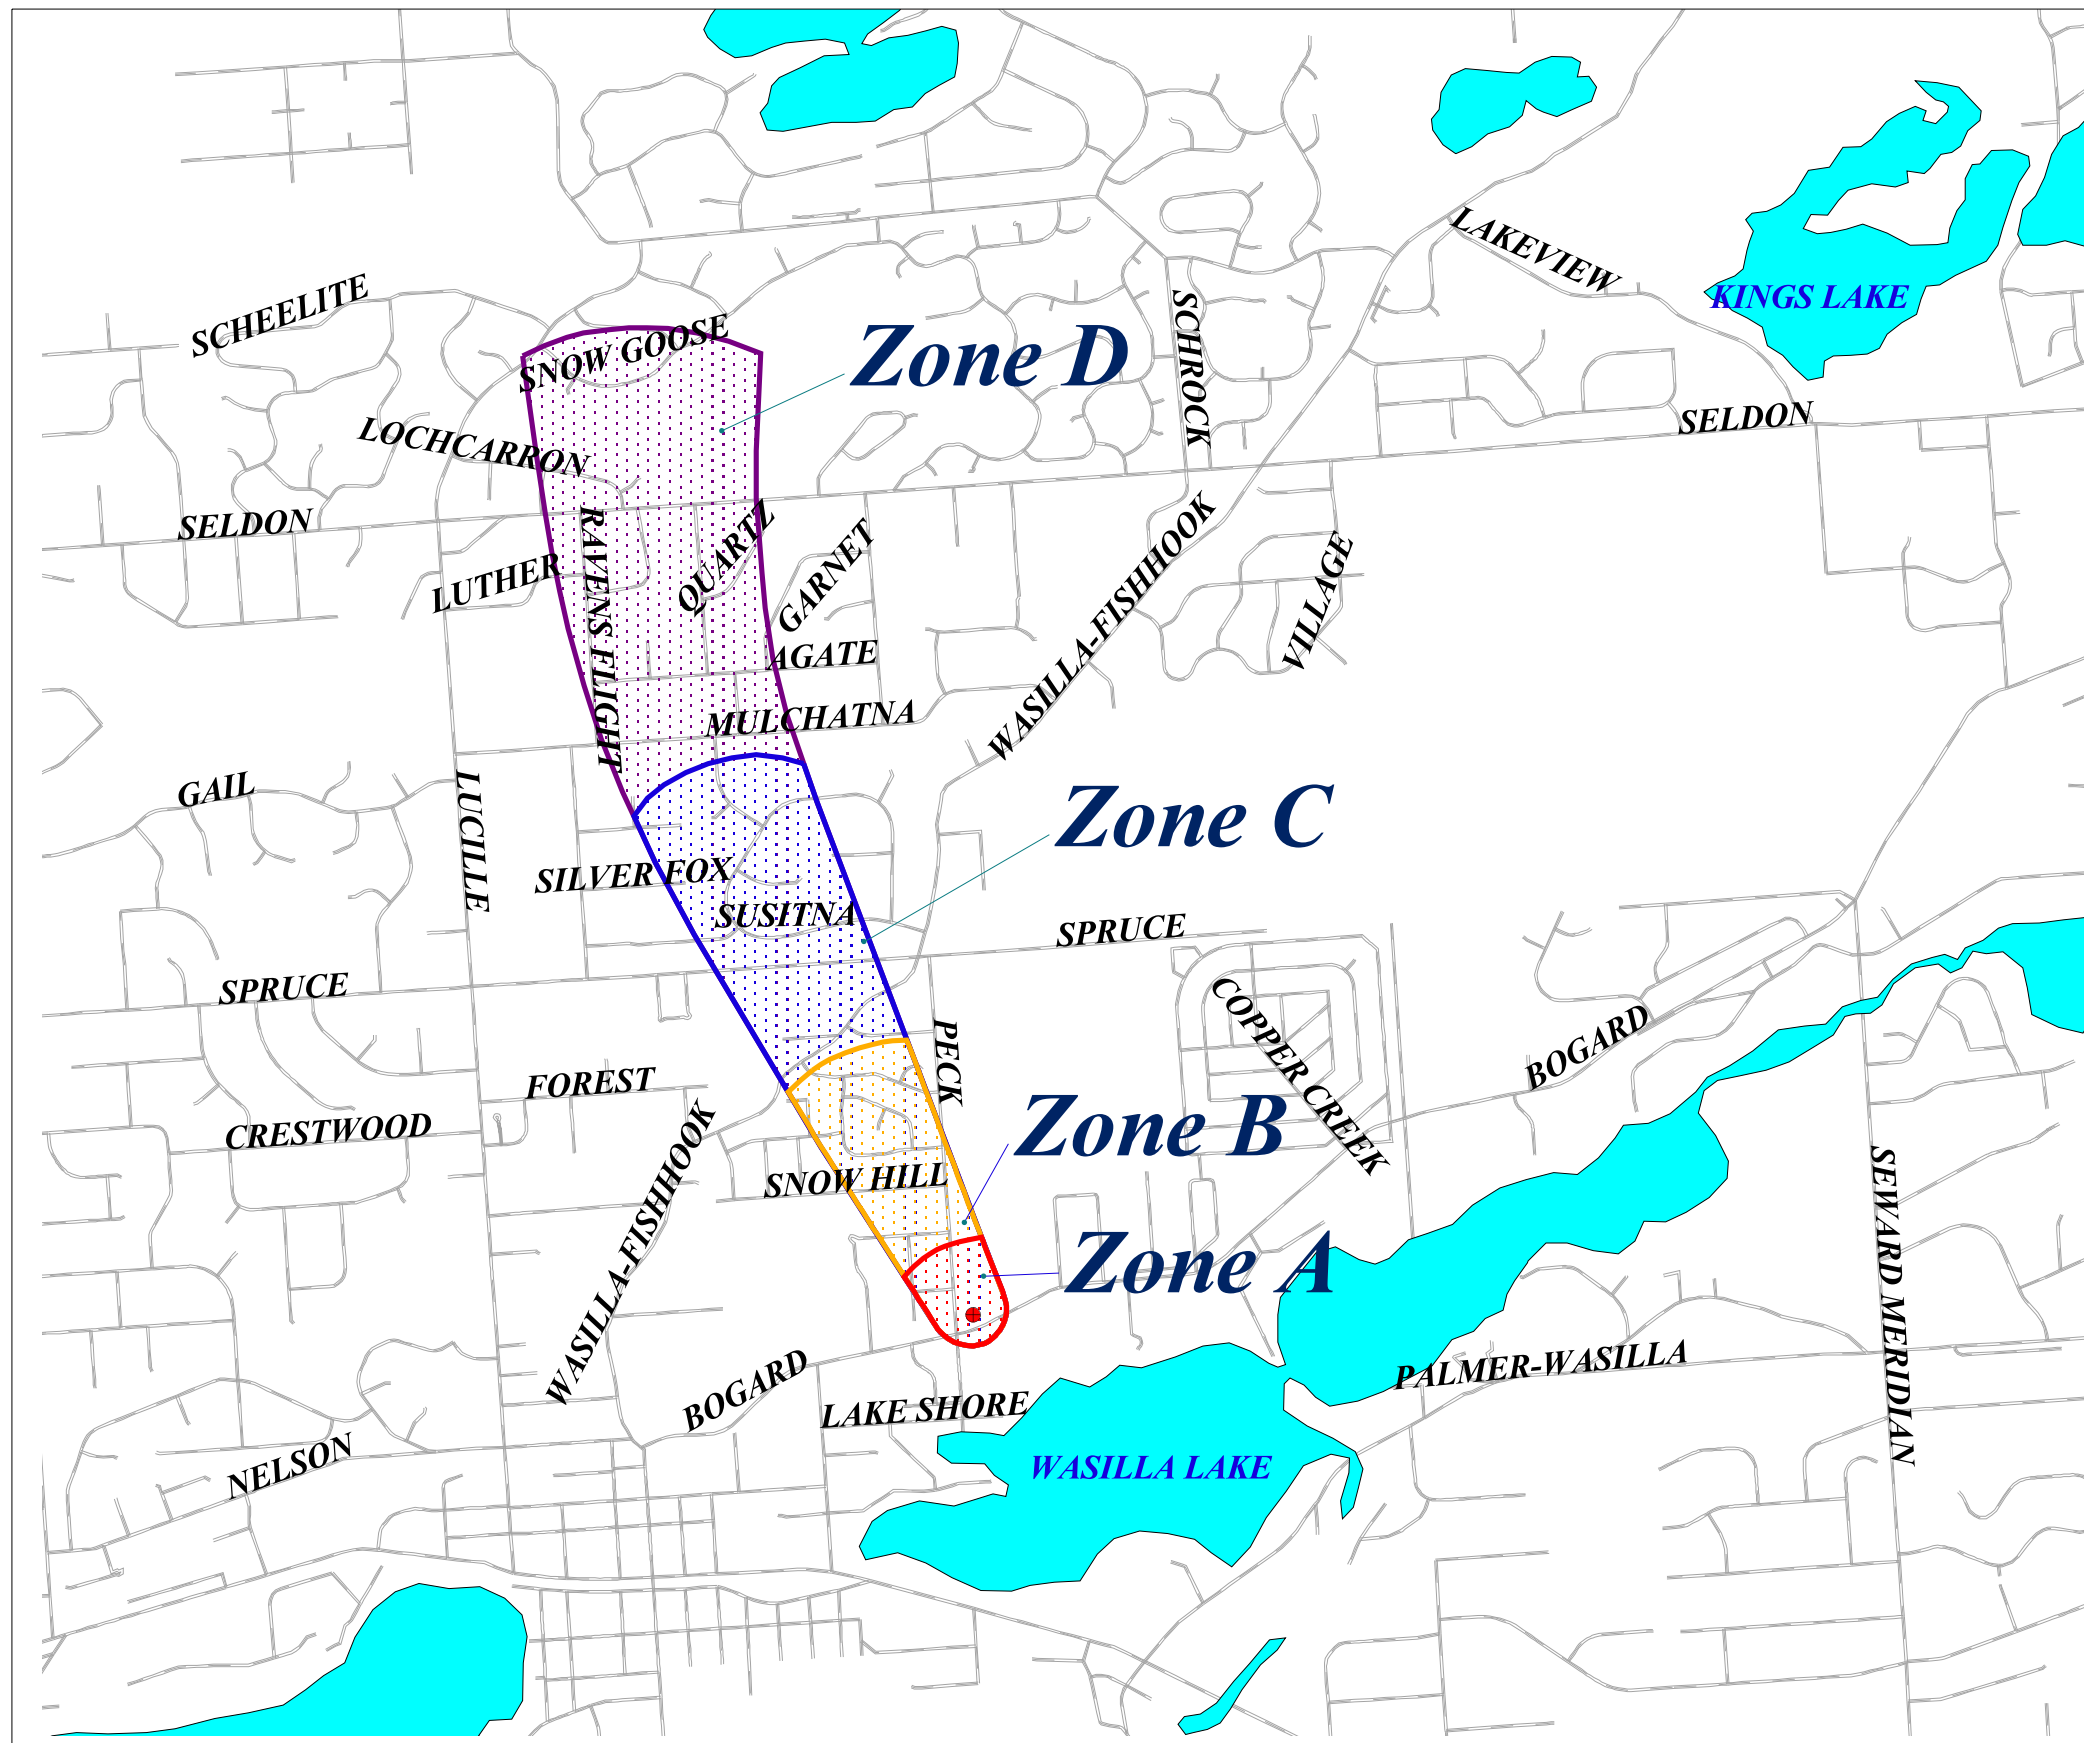 LAKEVIEW
KINGS LAKE
SCHEELITE
SCHROCK
SNOW GOOSE
Zone D
LOCHCARRON
SELDON
SELDON
RAVENS FLIGHT
QUARTZ
GARNET
WASILLA-FISHHOOK
VILLAGE
LUTHER
AGATE
MULCHATNA
GAIL
LUCILLE
Zone C
SILVER FOX
SUSITNA
SPRUCE
SPRUCE
COPPER CREEK
PECK
BOGARD
FOREST
CRESTWOOD
WASILLA-FISHHOOK
Zone B
SNOW HILL
SEWARD MERIDIAN
Zone A
BOGARD
PALMER-WASILLA
LAKE SHORE
NELSON
WASILLA LAKE